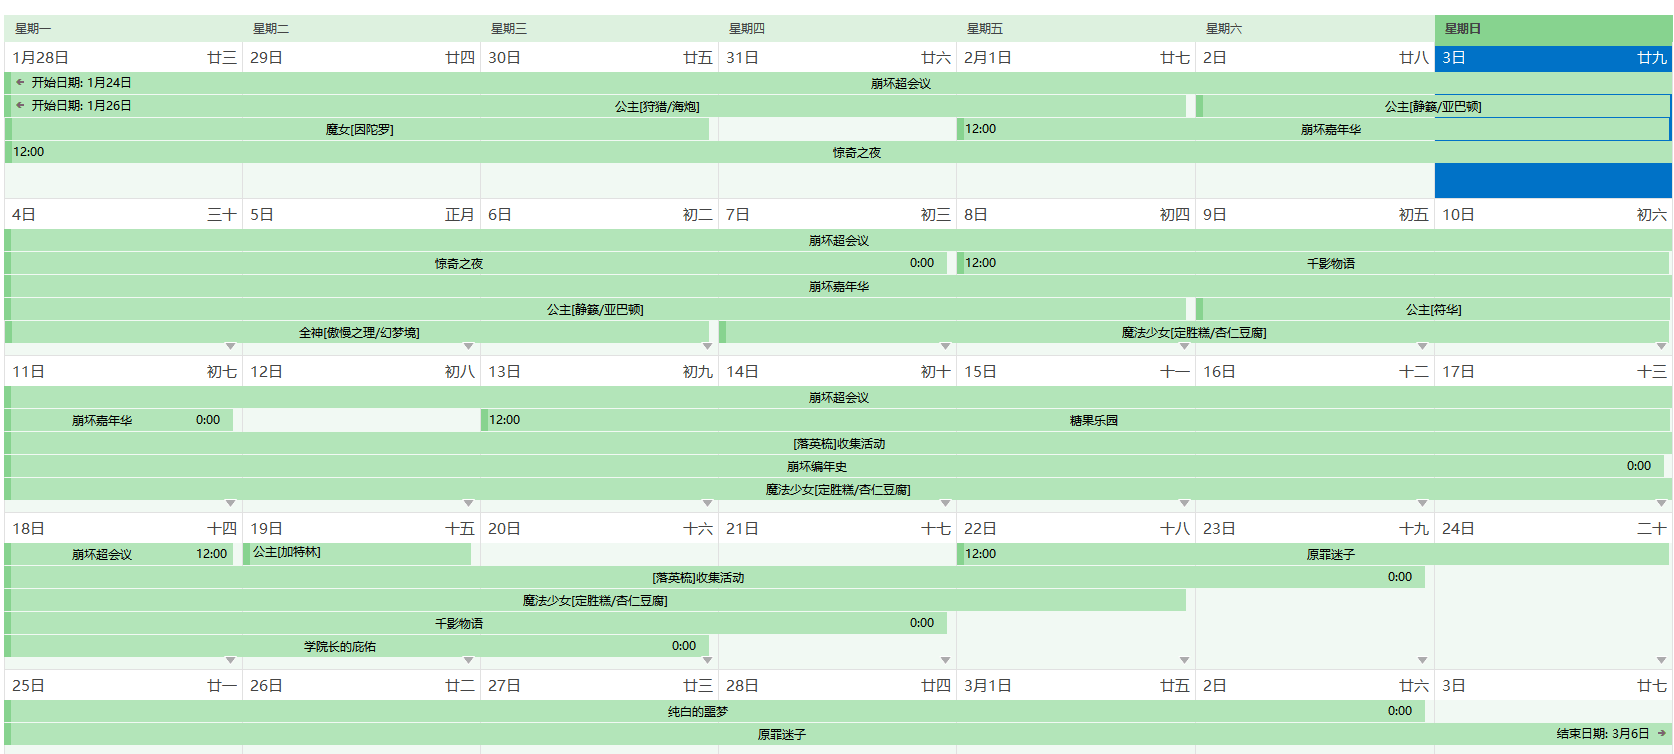 星期一 星期二 星期三 星期四 星期五 星期六 星期日
1月28日 廿三 29日 廿四 30日 廿五 31日 廿六 2月1日 廿七 2日 廿八 3日 廿九
← 开始日期: 1月24日 崩坏超会议
← 开始日期: 1月26日 公主[狩猎/海炮] 公主[静籁/亚巴顿]
魔女[因陀罗] 12:00 崩坏嘉年华
12:00 惊奇之夜
4日 三十 5日 正月 6日 初二 7日 初三 8日 初四 9日 初五 10日 初六
崩坏超会议
惊奇之夜 0:00 12:00 千影物语
崩坏嘉年华
公主[静籁/亚巴顿] 公主[符华]
全神[傲慢之理/幻梦境] 魔法少女[定胜糕/杏仁豆腐]
11日 初七 12日 初八 13日 初九 14日 初十 15日 十一 16日 十二 17日 十三
崩坏超会议
崩坏嘉年华 0:00 12:00 糖果乐园
[落英梳]收集活动
崩坏编年史 0:00
魔法少女[定胜糕/杏仁豆腐]
18日 十四 19日 十五 20日 十六 21日 十七 22日 十八 23日 十九 24日 二十
崩坏超会议 12:00 公主[加特林] 12:00 原罪迷子
[落英梳]收集活动 0:00
魔法少女[定胜糕/杏仁豆腐]
千影物语 0:00
学院长的庇佑 0:00
25日 廿一 26日 廿二 27日 廿三 28日 廿四 3月1日 廿五 2日 廿六 3日 廿七
纯白的噩梦 0:00
原罪迷子 结束日期: 3月6日 →